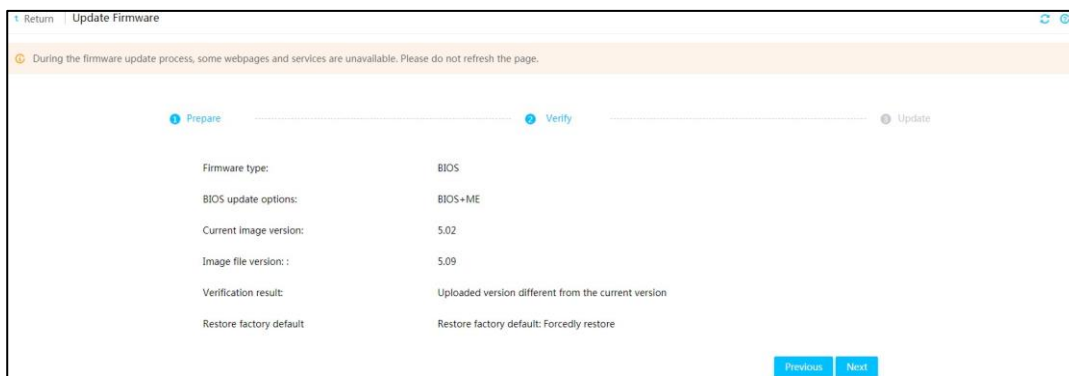 Return Update Firmware
During the firmware update process, some webpages and services are unavailable. Please do not refresh the page.
1 Prepare 2 Verify 3 Update
Firmware type: BIOS
BIOS update options: BIOS+ME
Current image version: 5.02
Image file version: : 5.09
Verification result: Uploaded version different from the current version
Restore factory default Restore factory default: Forcedly restore
Previous Next